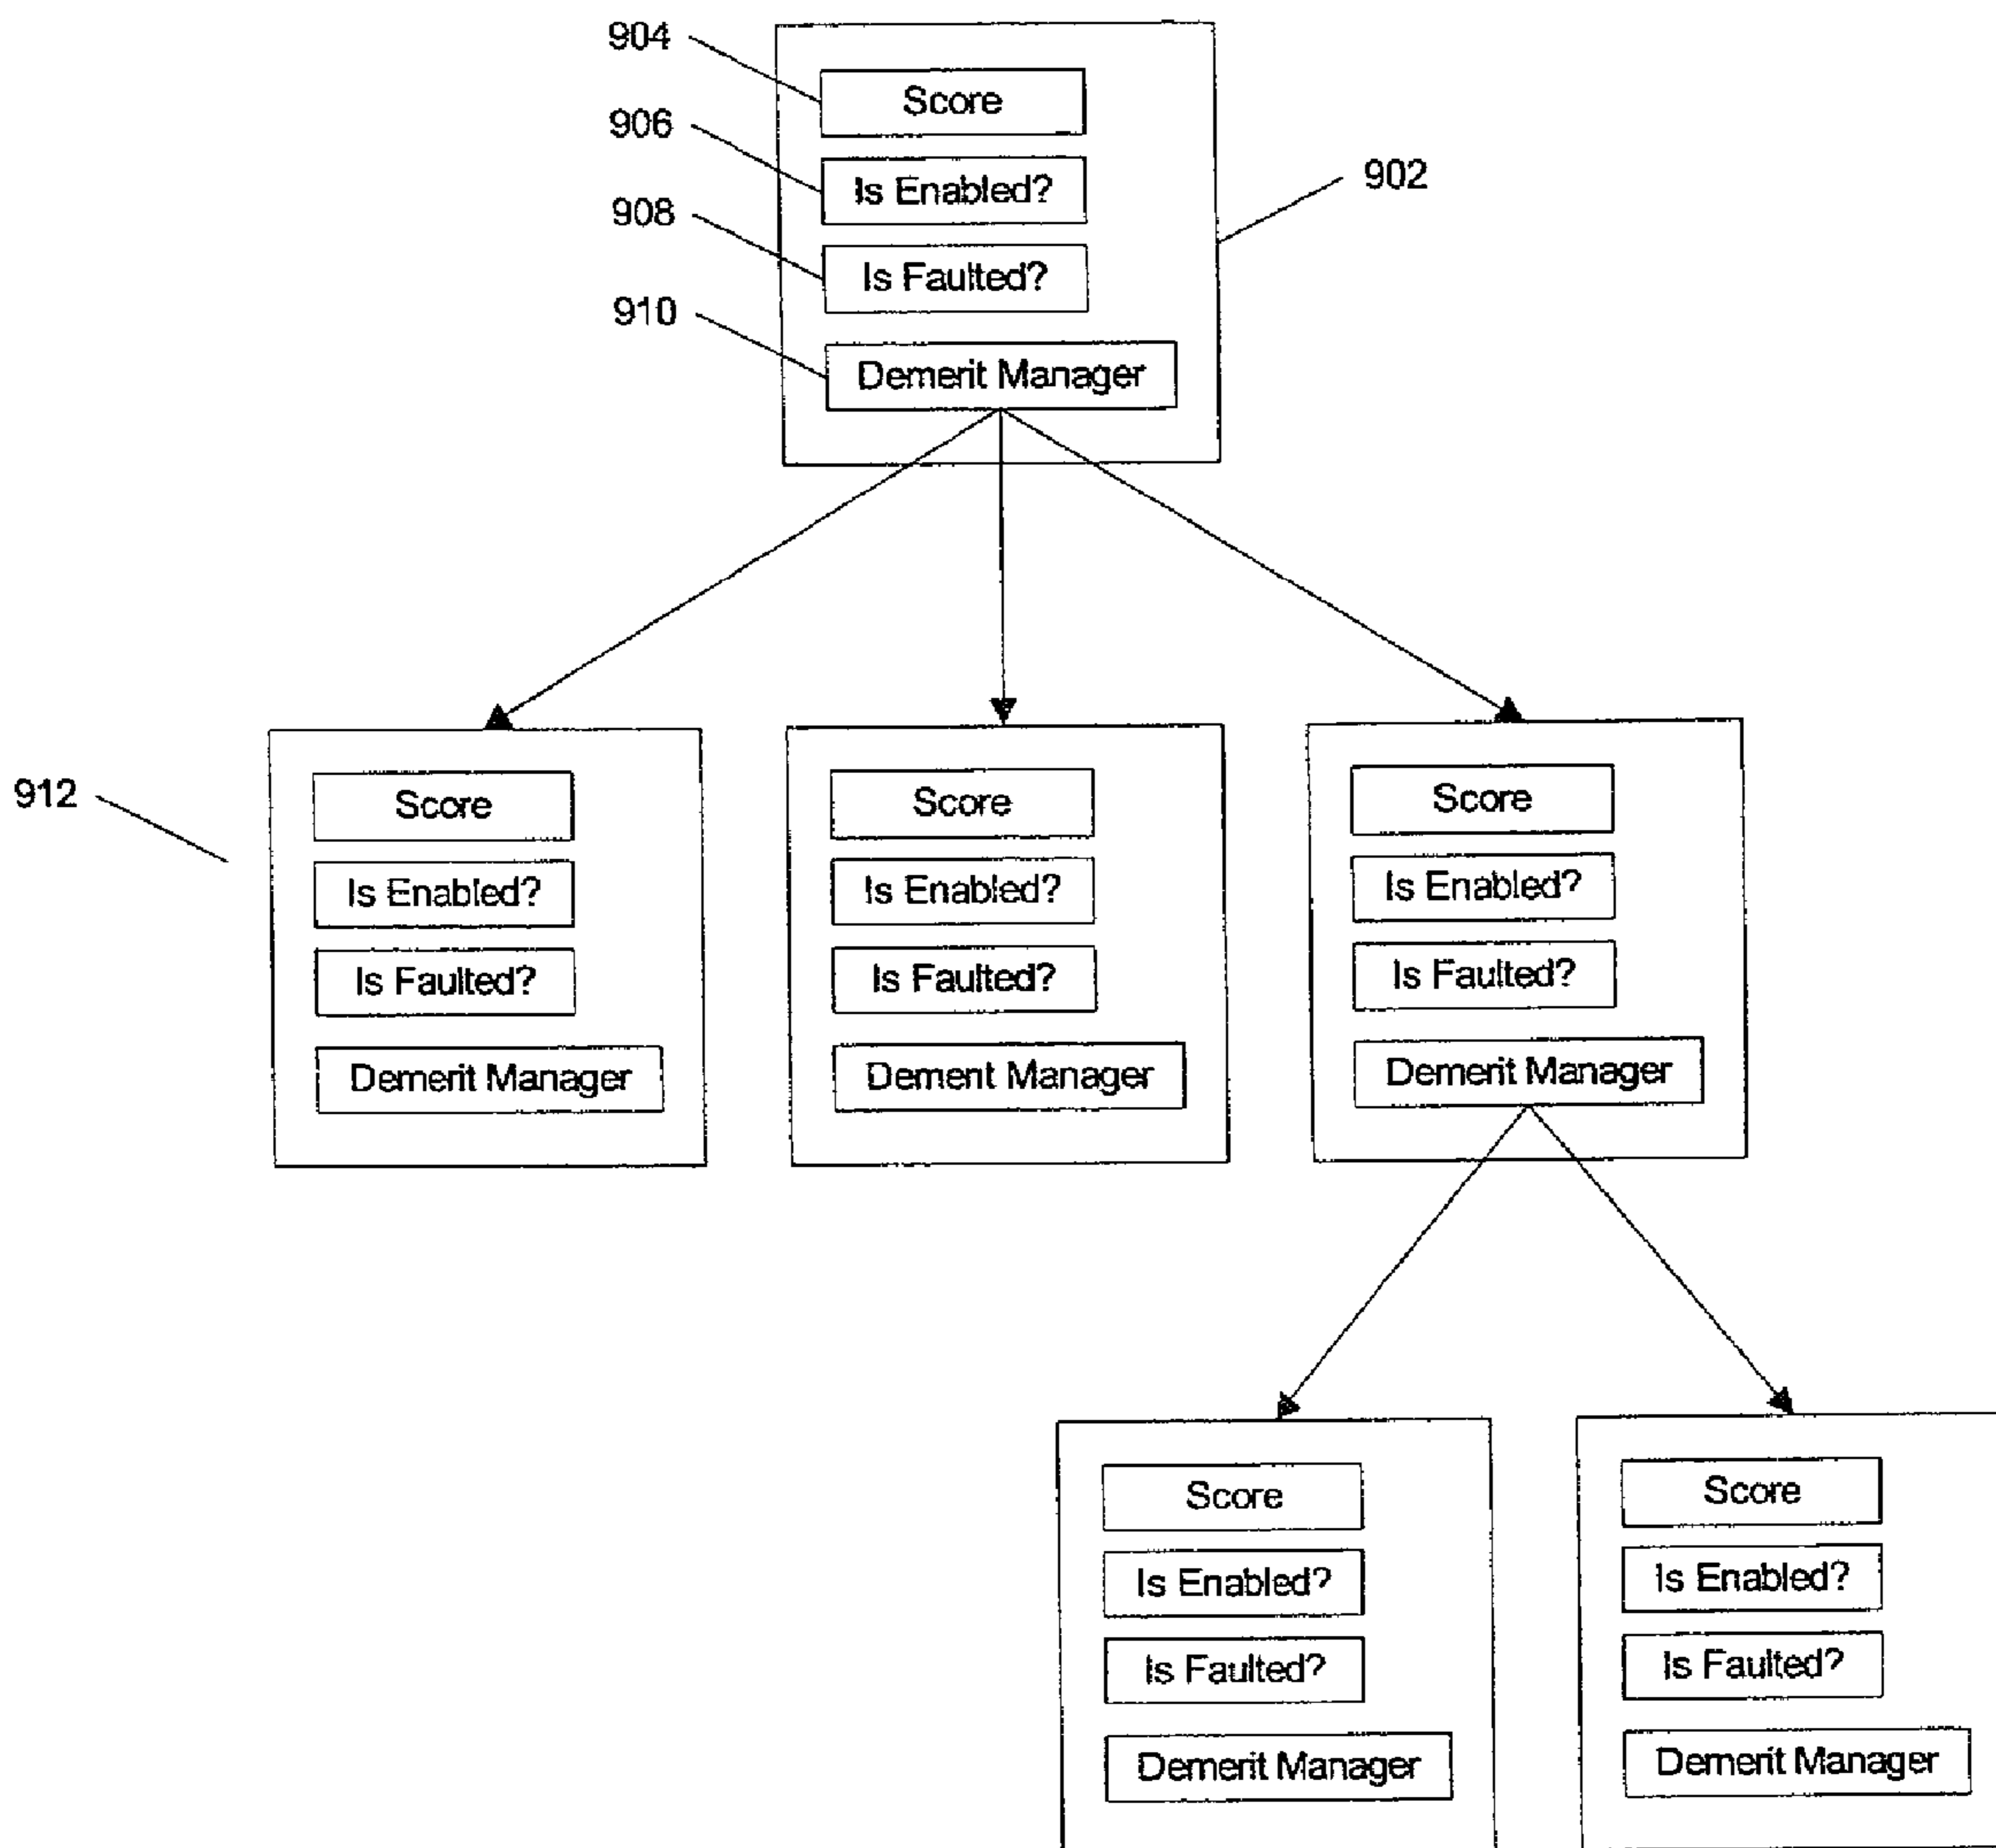 904
Score
906
Is Enabled?
902
908
Is Faulted?
910
Demerit Manager
912
Score
Is Enabled?
Is Faulted?
Demerit Manager
Score
Is Enabled?
Is Faulted?
Demerit Manager
Score
Is Enabled?
Is Faulted?
Demerit Manager
Score
Is Enabled?
Is Faulted?
Demerit Manager
Score
Is Enabled?
Is Faulted?
Demerit Manager